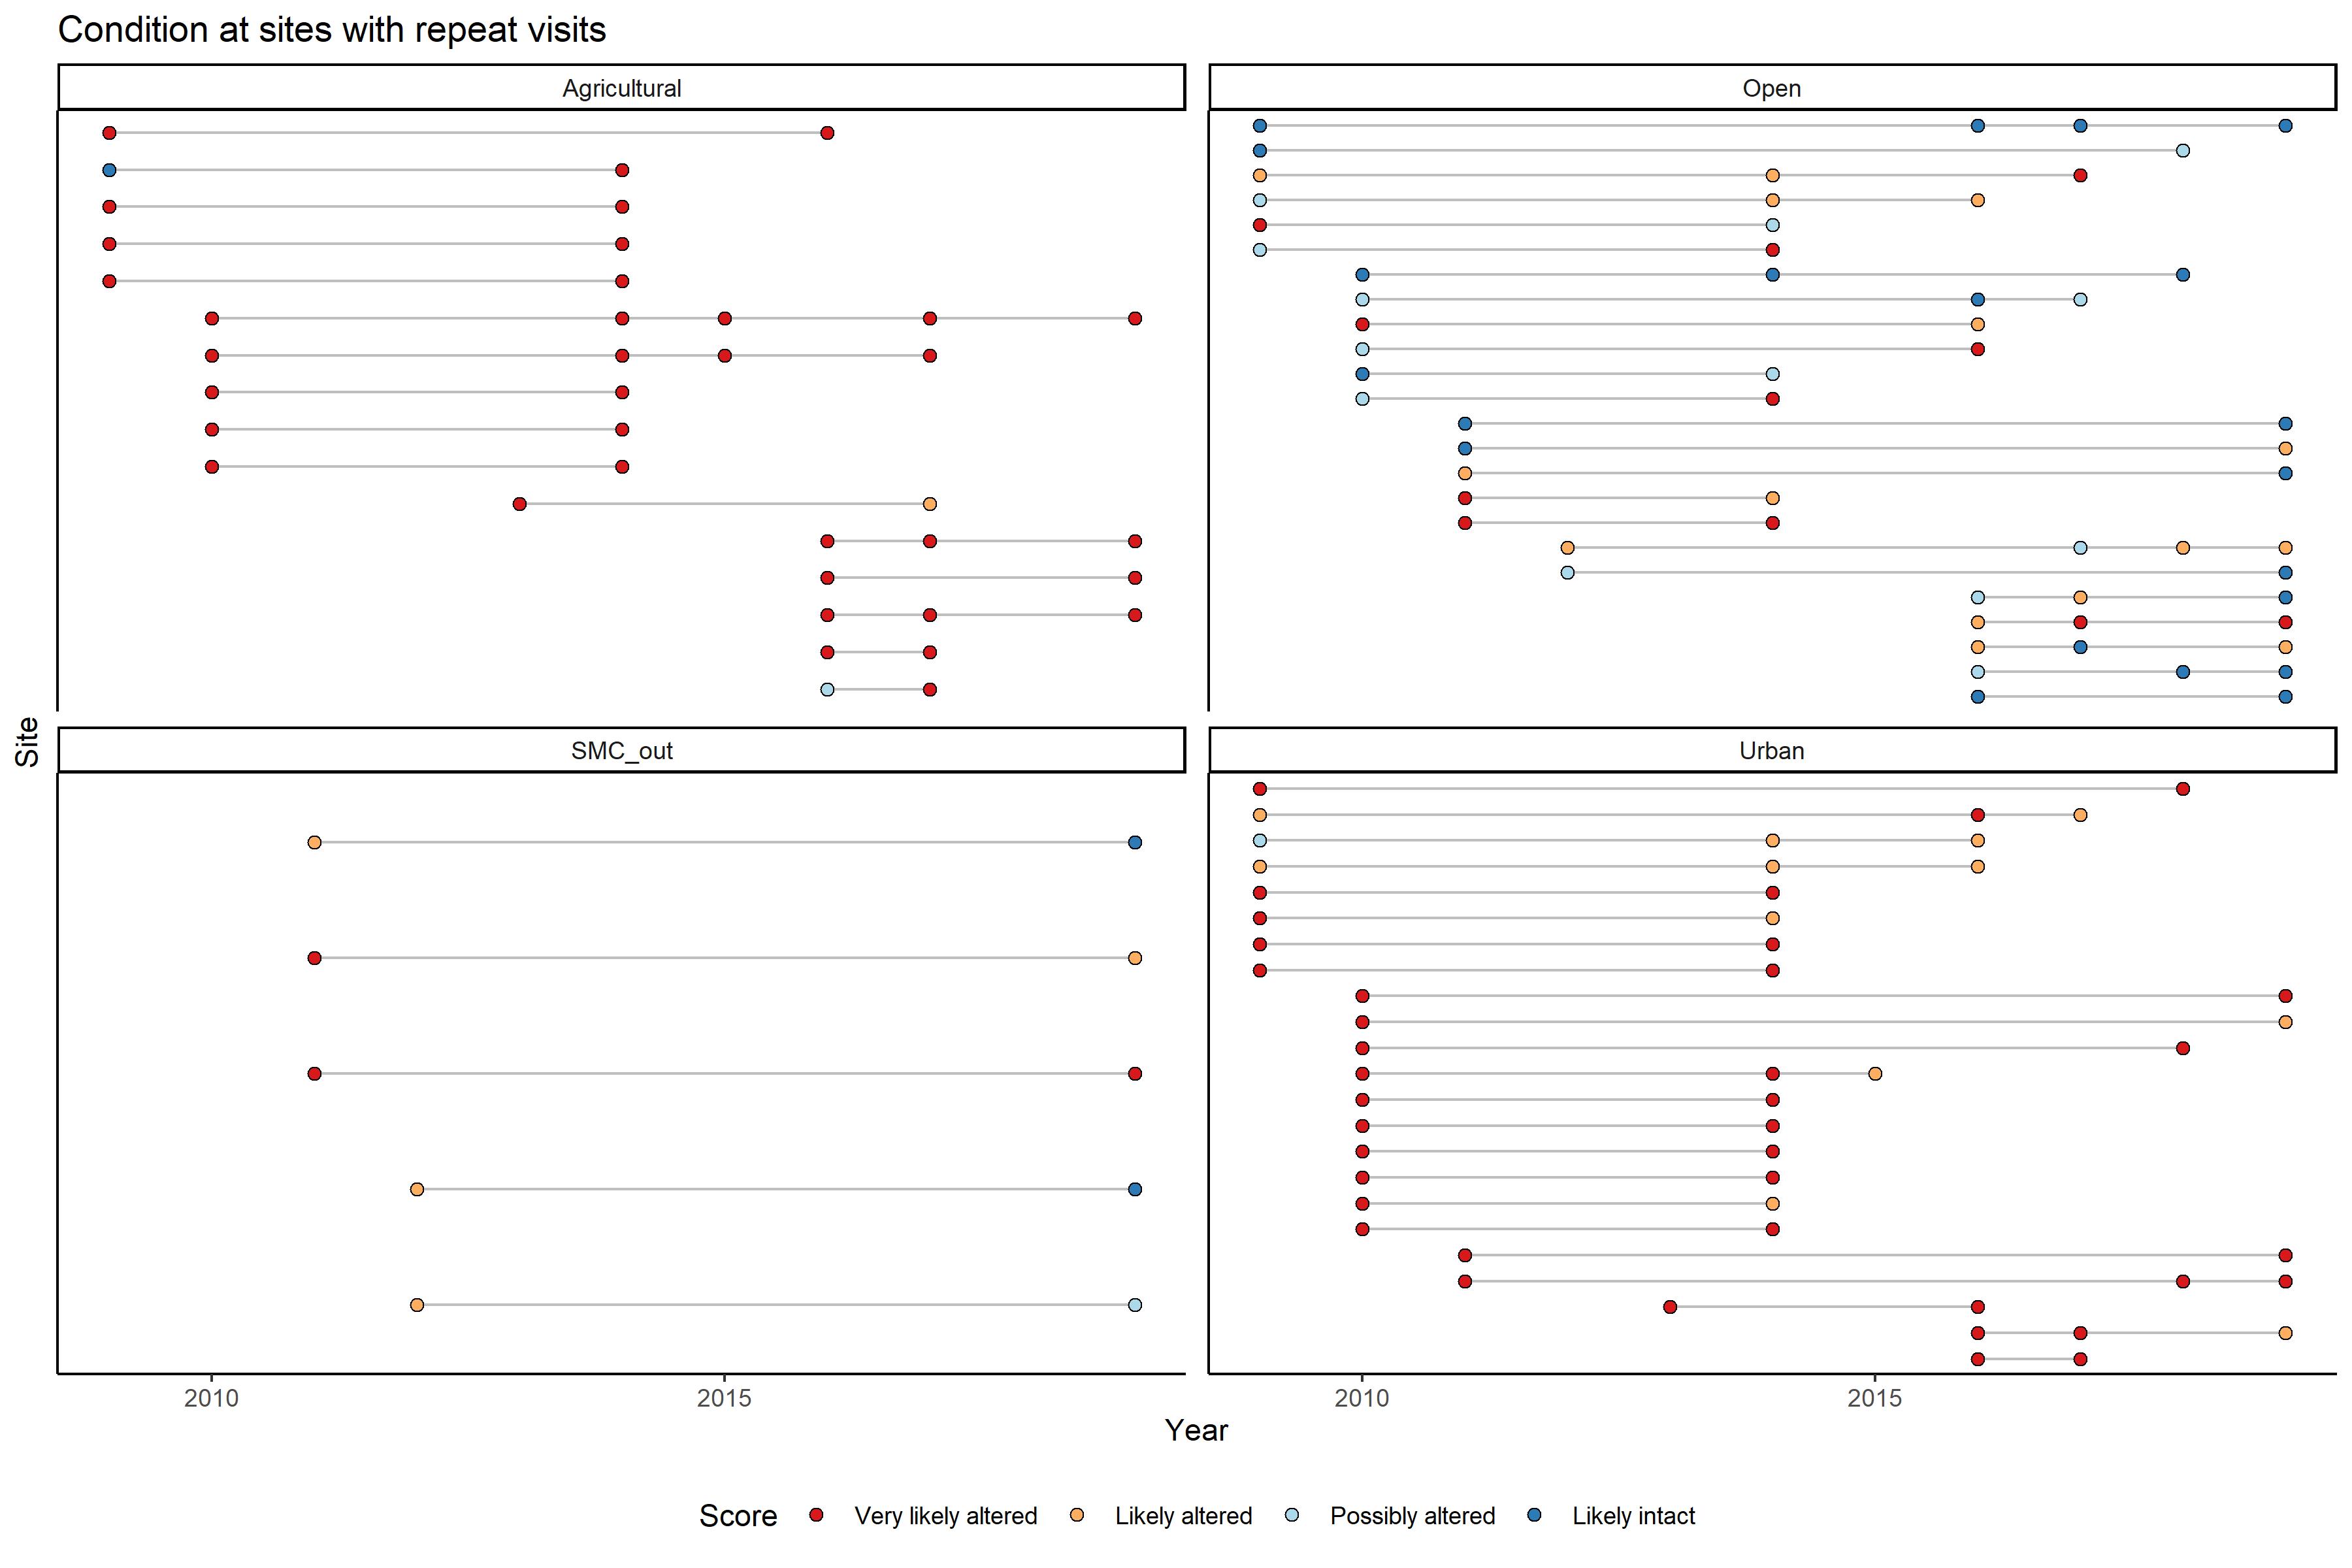 Condition at sites with repeat visits
Agricultural
Open
Site
SMC_out
Urban
2010
2015
2010
2015
Year
Score
Very likely altered
Likely altered
Possibly altered
Likely intact